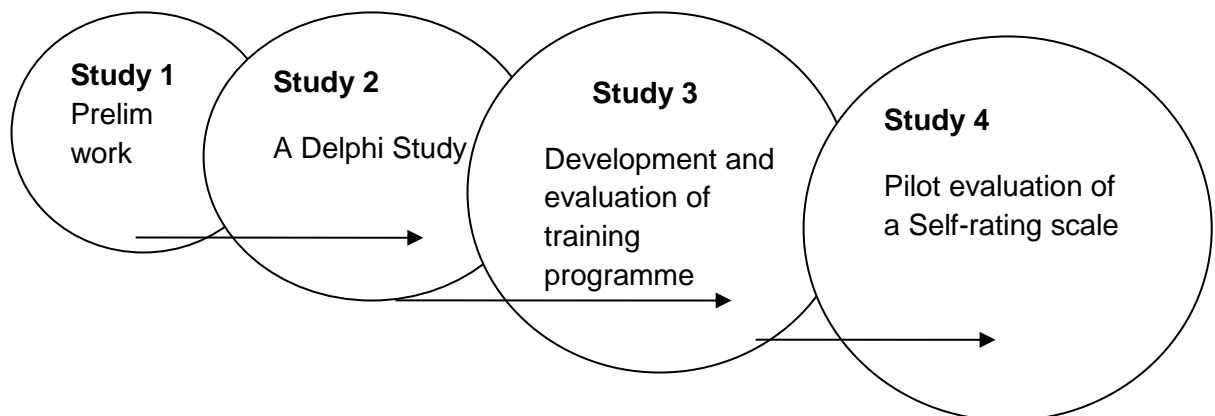 Study 1
Prelim
work
Study 2
A Delphi Study
Study 3
Development and
evaluation of
training
programme
Study 4
Pilot evaluation of
a Self-rating scale